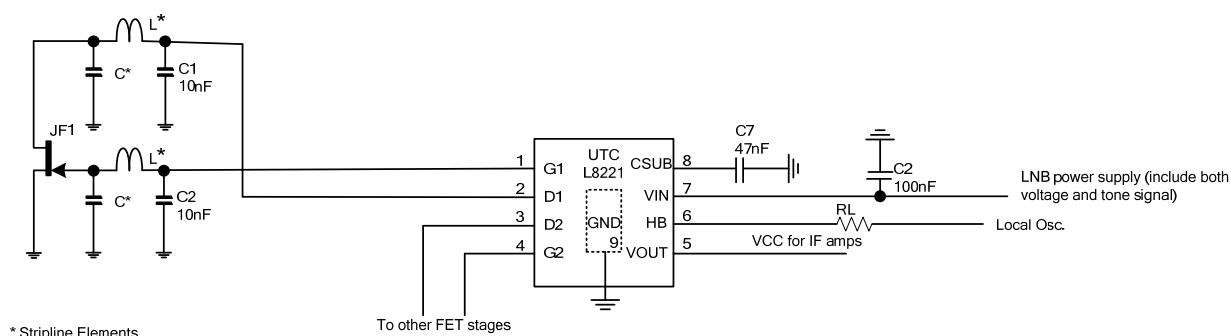 L*
C*
C1
10nF
JF1
L*
C*
C2
10nF
1
2
3
4
G1
D1
D2
G2
UTC
L8221
GND
9
CSUB
VIN
HB
VOUT
8
7
6
5
C7
47nF
C2
100nF
RL
VCC for IF amps
LNB power supply (include both
voltage and tone signal)
Local Osc.
To other FET stages
* Stripline Elements